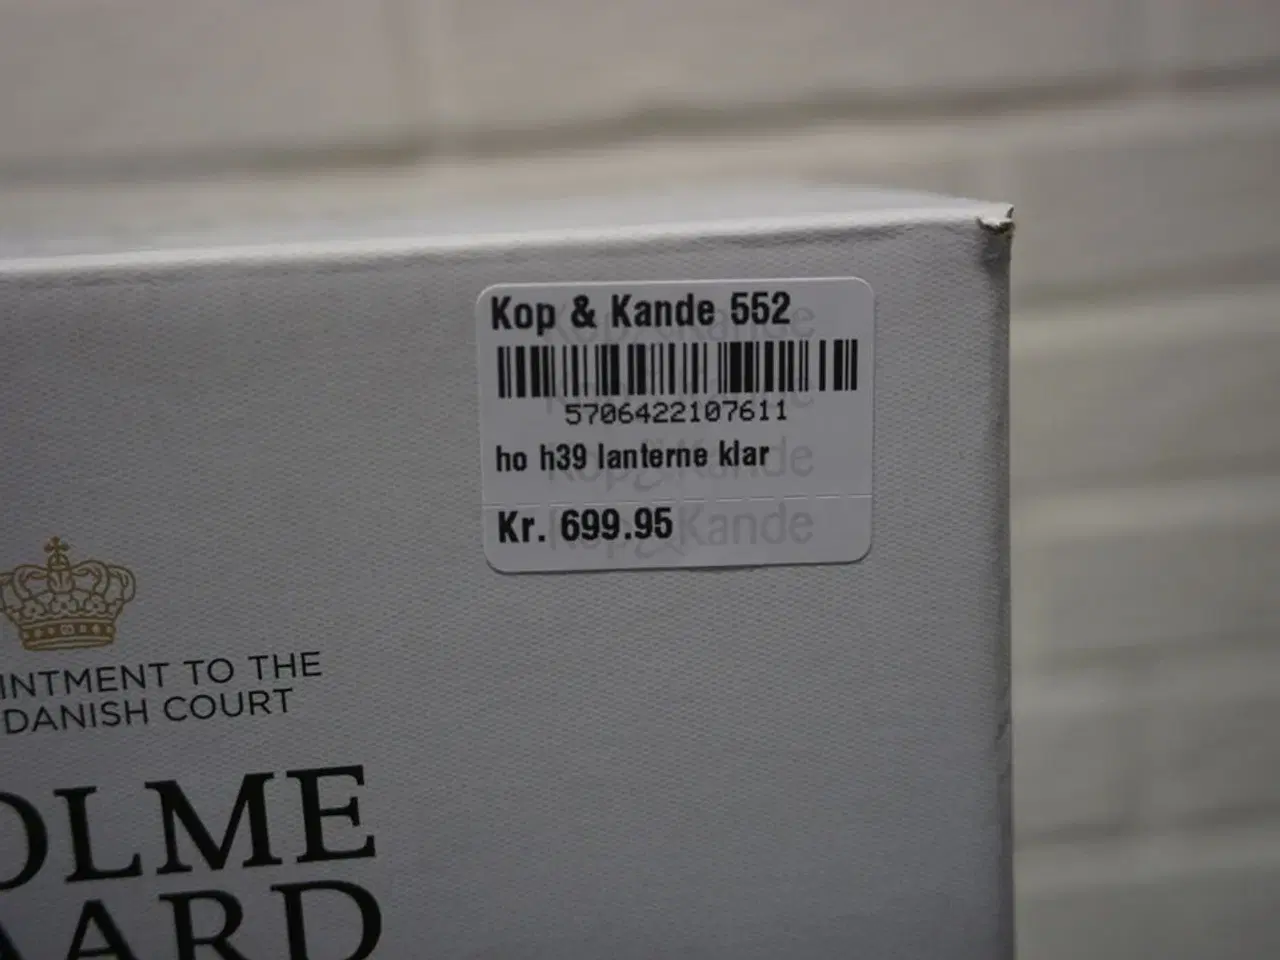 Kop & Kande 552
5706422107611
ho h39 lanterne klar
Kr. 699.95
INTMENT TO THE
DANISH COURT
OLME
AARD